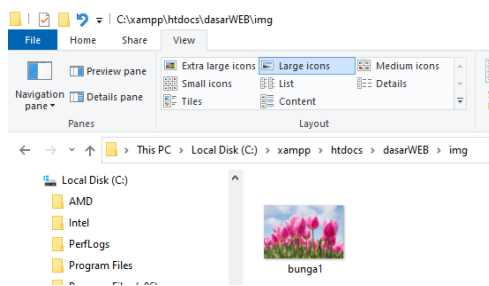 C:\xampp\htdocs\dasarWEB\img
File Home Share View
Navigation pane
Preview pane
Details pane
Panes
Extra large icons Large icons Medium icons
Small icons List Details
Tiles Content
Layout
This PC > Local Disk (C:) > xampp > htdocs > dasarWEB > img
Local Disk (C:)
AMD
Intel
PerfLogs
Program Files
bunga1